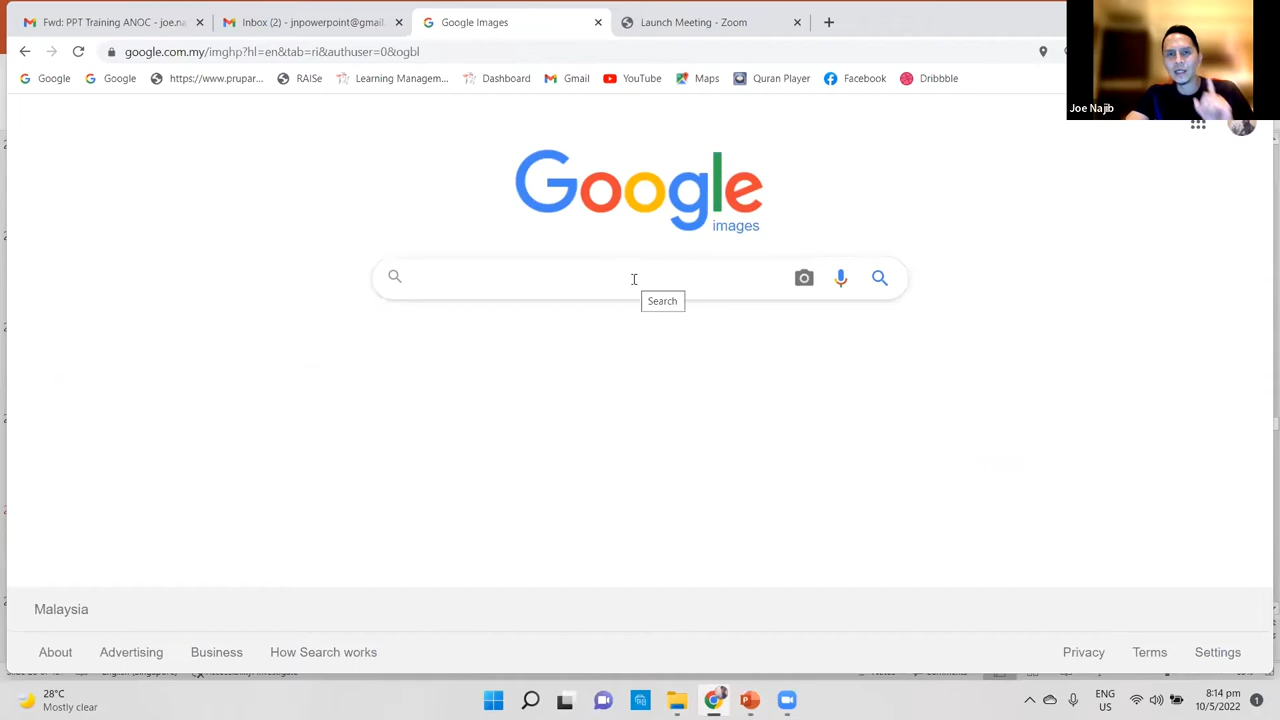 Fwd: PPT Training ANOC - joe.na
Inbox (2) - jnpowerpoint@gmail.
Google Images
Launch Meeting - Zoom
google.com.my/imghp?hl=en&tab=ri&authuser=0&ogbl
Google
Google
https://www.prupar...
RAISe
Learning Managem...
Dashboard
Gmail
YouTube
Maps
Quran Player
Facebook
Dribbble
Joe Najib
Google
images
Search
Malaysia
About
Advertising
Business
How Search works
Privacy
Terms
Settings
28°C
Mostly clear
ENG
US
8:14 pm
10/5/2022
1